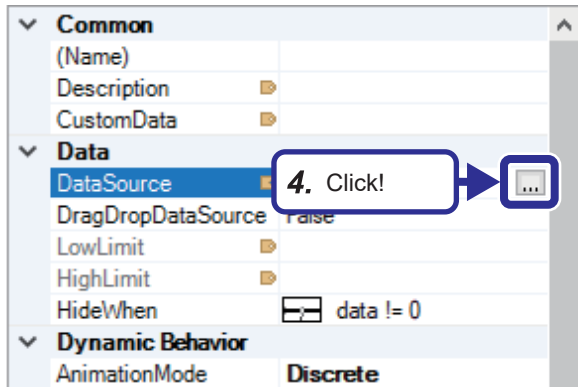 Common
(Name)
Description
CustomData
Data
DataSource 4. Click! ...
DragDropDataSource False
LowLimit
HighLimit
HideWhen data != 0
Dynamic Behavior
AnimationMode Discrete